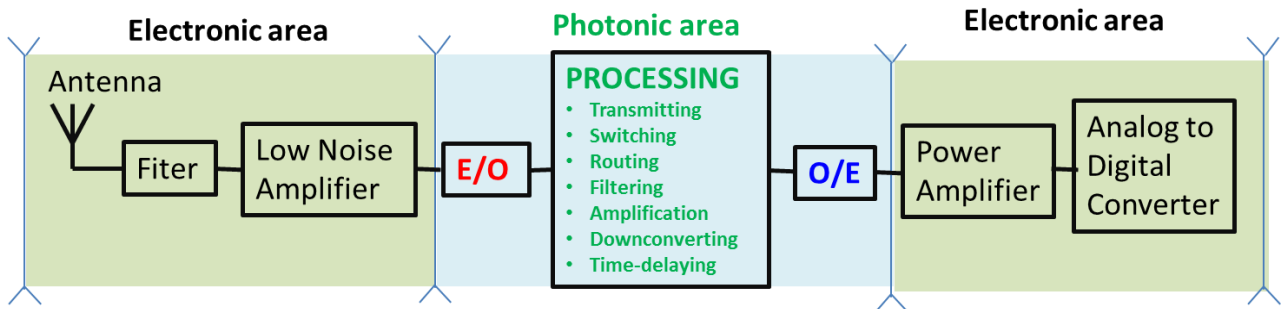 Electronic area
Photonic area
Electronic area
Antenna
Fiter
Low Noise
Amplifier
E/O
PROCESSING
• Transmitting
• Switching
• Routing
• Filtering
• Amplification
• Downconverting
• Time-delaying
O/E
Power
Amplifier
Analog to
Digital
Converter